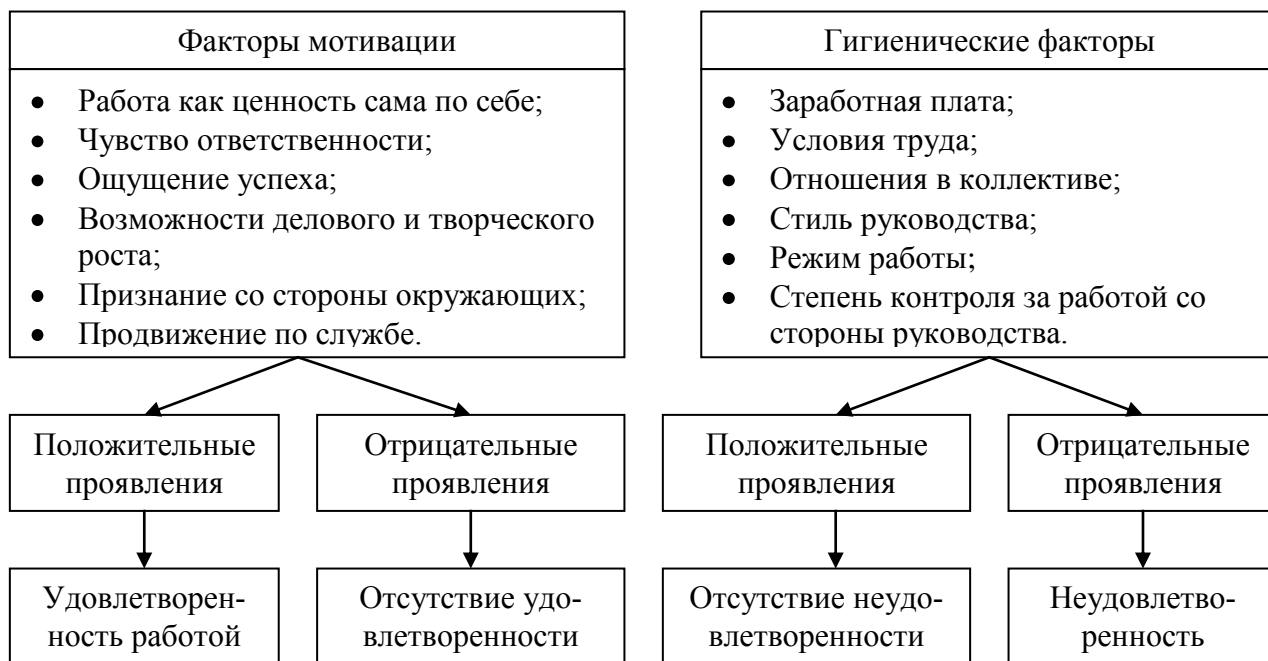 Факторы мотивации
• Работа как ценность сама по себе;
• Чувство ответственности;
• Ощущение успеха;
• Возможности делового и творческого
роста;
• Признание со стороны окружающих;
• Продвижение по службе.
Гигиенические факторы
• Заработная плата;
• Условия труда;
• Отношения в коллективе;
• Стиль руководства;
• Режим работы;
• Степень контроля за работой со
стороны руководства.
Положительные
проявления
Отрицательные
проявления
Положительные
проявления
Отрицательные
проявления
Удовлетворен-
ность работой
Отсутствие удо-
влетворенности
Отсутствие неудо-
влетворенности
Неудовлетво-
ренность